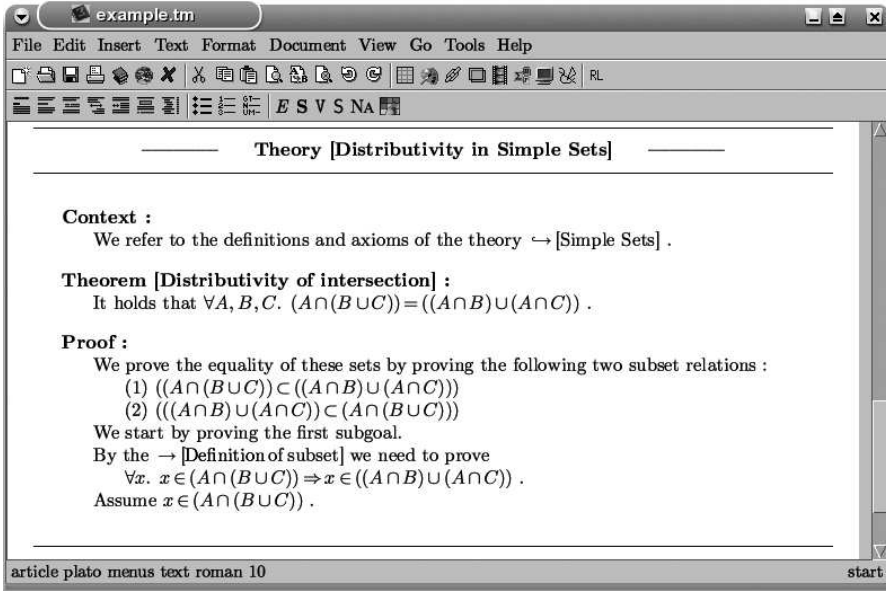 example.tm
File Edit Insert Text Format Document View Go Tools Help
RL
E S V S NA
Theory [Distributivity in Simple Sets]
Context :
We refer to the definitions and axioms of the theory ↪ [Simple Sets] .
Theorem [Distributivity of intersection] :
It holds that ∀A, B, C. (A∩(B∪C))=((A∩B)∪(A∩C)) .
Proof :
We prove the equality of these sets by proving the following two subset relations :
(1) ((A∩(B∪C))⊂((A∩B)∪(A∩C)))
(2) (((A∩B)∪(A∩C))⊂(A∩(B∪C)))
We start by proving the first subgoal.
By the → [Definition of subset] we need to prove
∀x. x∈(A∩(B∪C))⇒x∈((A∩B)∪(A∩C)) .
Assume x∈(A∩(B∪C)) .
article plato menus text roman 10 start